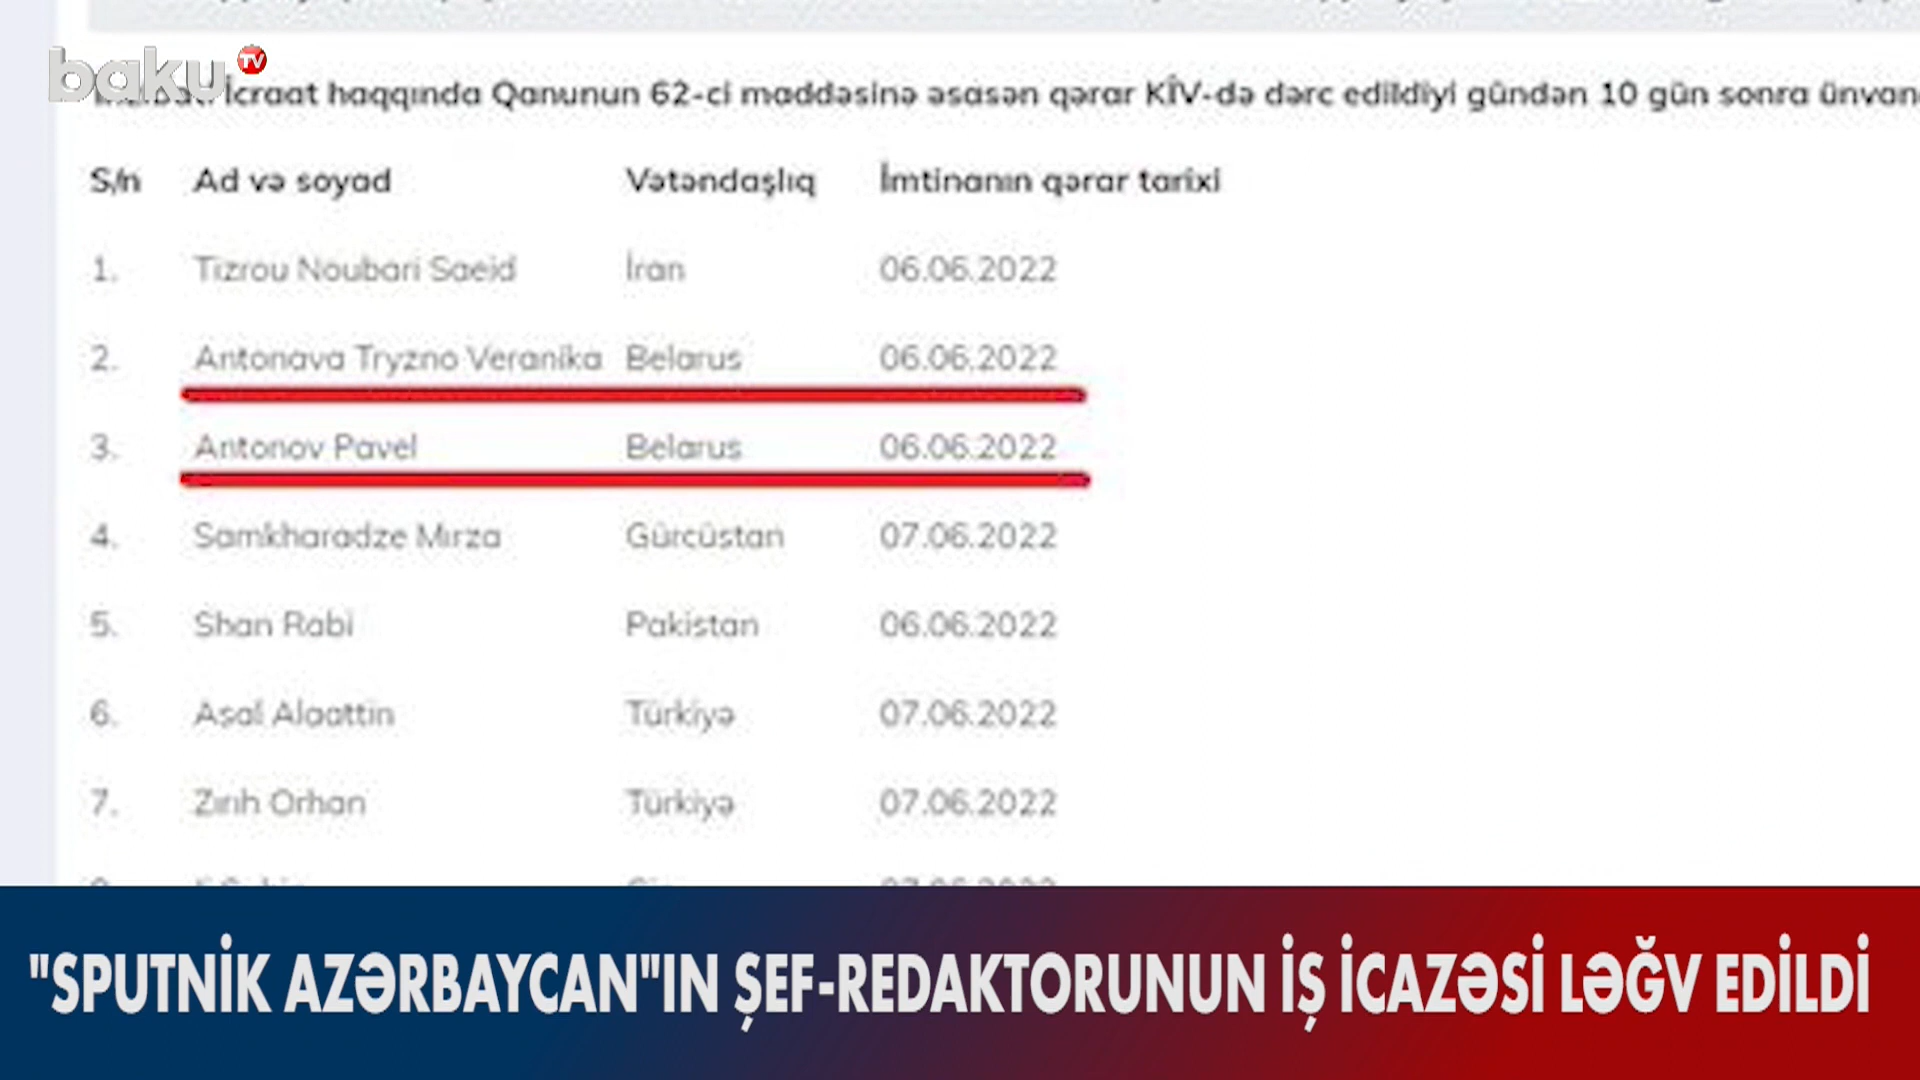 baku TV
İcraat haqqında Qanunun 62-ci maddəsinə əsasən qərar KİV-də dərc edildiyi gündən 10 gün sonra
S/n Ad və soyad Vətəndaşlıq İmtinanın qərar tarixi
1. Tizrou Noubari Saeid İran 06.06.2022
2. Antonava Tryzno Veranika Belarus 06.06.2022
3. Antonov Pavel Belarus 06.06.2022
4. Samkharadze Mırza Gürcüstan 07.06.2022
5. Shan Rabi Pakistan 06.06.2022
6. Asal Alaattin Türkiyə 07.06.2022
7. Zırıh Orhan Türkiyə 07.06.2022
"SPUTNİK AZƏRBAYCAN"IN ŞEF-REDAKTORUNUN İŞ İCAZƏSİ LƏĞV EDİLDİ